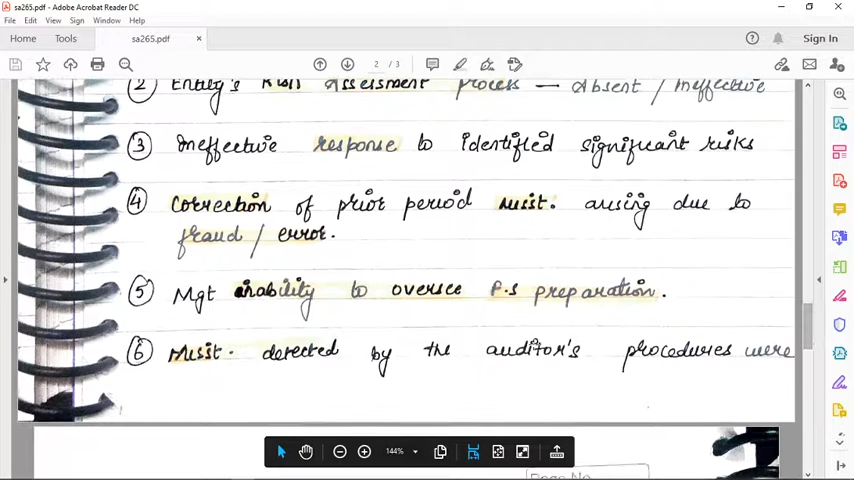 sa265.pdf - Adobe Acrobat Reader DC
File Edit View Sign Window Help
Home Tools sa265.pdf × Sign In
2 / 3
② Entity's Risk Assessment process — Absent / Ineffective
③ Ineffective response to identified significant risks
④ Correction of prior period Misst. arising due to
fraud / error.
⑤ Mgt inability to oversee F.S preparation.
⑥ Misst. detected by the auditor's procedures were
144%
Page No.